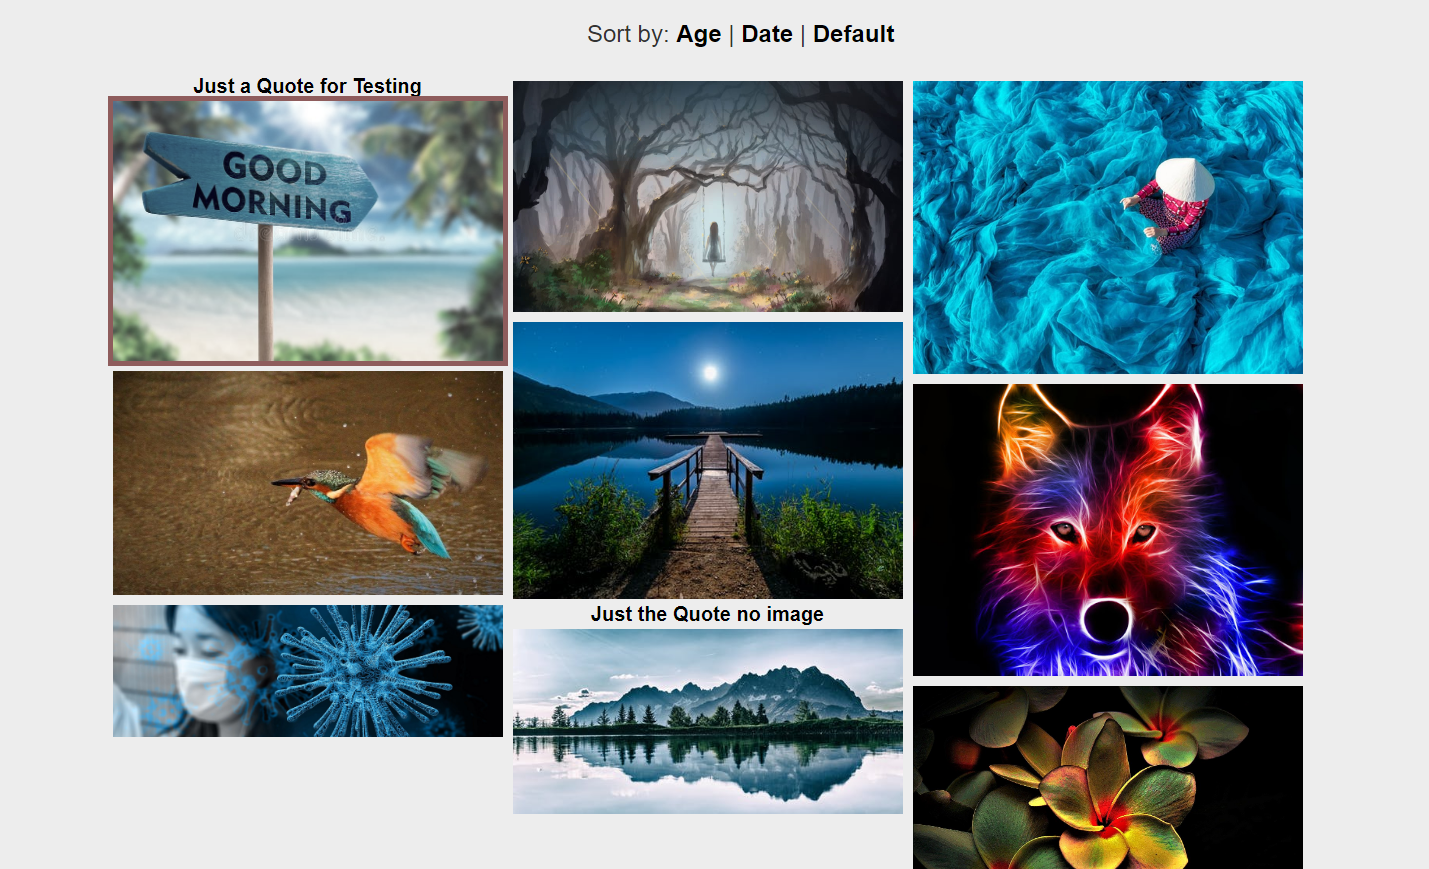 Sort by: Age | Date | Default
Just a Quote for Testing
GOOD
MORNING
Just the Quote no image